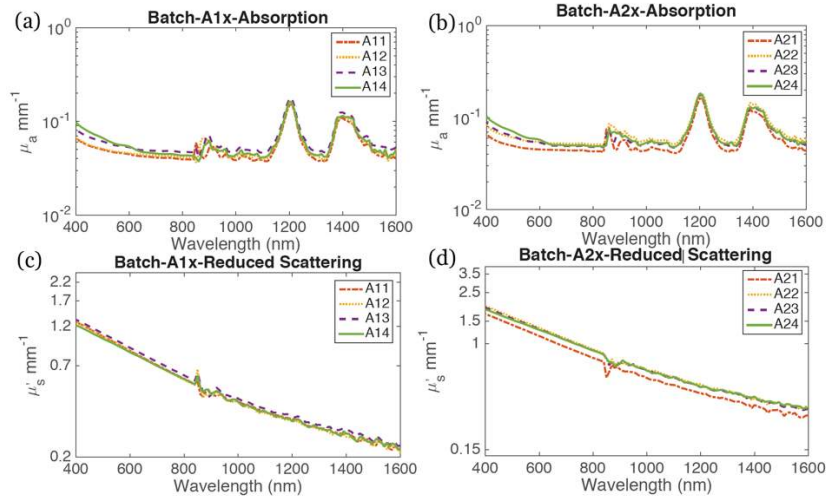 (a) Batch-A1x-Absorption
10⁰
10⁻¹
10⁻²
μa mm⁻¹
A11
A12
A13
A14
400 600 800 1000 1200 1400 1600
Wavelength (nm)
(b) Batch-A2x-Absorption
10⁰
10⁻¹
10⁻²
μa mm⁻¹
A21
A22
A23
A24
400 600 800 1000 1200 1400 1600
Wavelength (nm)
(c) Batch-A1x-Reduced Scattering
2.2
1.7
1.2
0.7
0.2
μ's mm⁻¹
A11
A12
A13
A14
400 600 800 1000 1200 1400 1600
Wavelength (nm)
(d) Batch-A2x-Reduced Scattering
3.5
2.5
1.5
1
0.15
μ's mm⁻¹
A21
A22
A23
A24
400 600 800 1000 1200 1400 1600
Wavelength (nm)